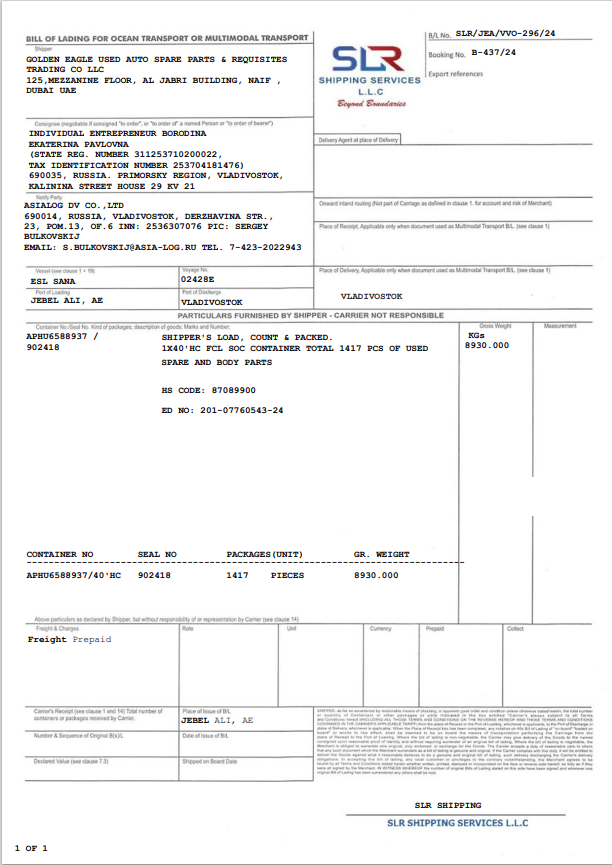 BILL OF LADING FOR OCEAN TRANSPORT OR MULTIMODAL TRANSPORT
Shipper
GOLDEN EAGLE USED AUTO SPARE PARTS & REQUISITES
TRADING CO LLC
125,MEZZANINE FLOOR, AL JABRI BUILDING, NAIF ,
DUBAI UAE
SLR
SHIPPING SERVICES
L.L.C
Beyond Boundaries
B/L No. SLR/JEA/VVO-296/24
Booking No. B-437/24
Export references
Consignee (negotiable if consigned "to order", or "to order of" a named Person or "to order of bearer")
INDIVIDUAL ENTREPRENEUR BORODINA
EKATERINA PAVLOVNA
(STATE REG. NUMBER 311253710200022,
TAX IDENTIFICATION NUMBER 253704181476)
690035, RUSSIA. PRIMORSKY REGION, VLADIVOSTOK,
KALININA STREET HOUSE 29 KV 21
Delivery Agent at place of Delivery
Notify Party
ASIALOG DV CO.,LTD
690014, RUSSIA, VLADIVOSTOK, DERZHAVINA STR.,
23, POM.13, OF.6 INN: 2536307076 PIC: SERGEY
BULKOVSKIJ
EMAIL: S.BULKOVSKIJ@ASIA-LOG.RU TEL. 7-423-2022943
Onward inland routing (Not part of Carriage as defined in clause 1. for account and risk of Merchant)
Place of Receipt, Applicable only when document used as Multimodal Transport B/L. (see clause 1)
Vessel (see clause 1 + 19)
ESL SANA
Voyage No.
02428E
Place of Delivery, Applicable only when document used as Multimodal Transport B/L. (see clause 1)
VLADIVOSTOK
Port of Loading
JEBEL ALI, AE
Port of Discharge
VLADIVOSTOK
PARTICULARS FURNISHED BY SHIPPER - CARRIER NOT RESPONSIBLE
Container No./Seal No. Kind of packages; description of goods; Marks and Number;
Gross Weight
Measurement
APHU6588937 /
902418
SHIPPER'S LOAD, COUNT & PACKED.
1X40'HC FCL SOC CONTAINER TOTAL 1417 PCS OF USED
SPARE AND BODY PARTS
KGs
8930.000
HS CODE: 87089900
ED NO: 201-07760543-24
CONTAINER NO SEAL NO PACKAGES(UNIT) GR. WEIGHT
APHU6588937/40'HC 902418 1417 PIECES 8930.000
Above particulars as declared by Shipper, but without responsibility of or representation by Carrier (see clause 14)
Freight & Charges
Rate
Unit
Currency
Prepaid
Collect
Freight Prepaid
Carrier's Receipt (see clause 1 and 14) Total number of
containers or packages received by Carrier.
Place of Issue of B/L
JEBEL ALI, AE
Number & Sequence of Original B(s)/L
Date of Issue of B/L
Declared Value (see clause 7.3)
Shipped on Board Date
SLR SHIPPING
SLR SHIPPING SERVICES L.L.C
1 OF 1